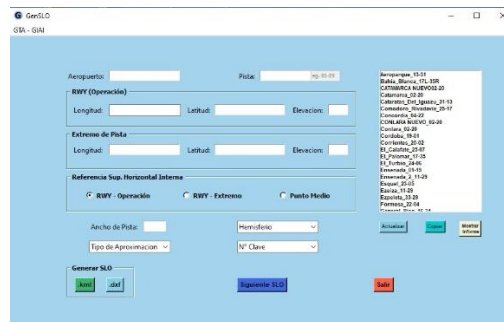 GenSLO
GTA - GIAI
Aeropuerto:
Pista:
eg. 01-19
RWY (Operación)
Longitud:
Latitud:
Elevacion:
Extremo de Pista
Longitud:
Latitud:
Elevacion:
Referencia Sup. Horizontal Interna
RWY - Operación
RWY - Extremo
Punto Medio
Ancho de Pista:
Hemisferio
Tipo de Aproximacion
N° Clave
Generar SLO
.kml
.dxf
Siguiente SLO
Salir
Aeroparque_13-31
Bahia_Blanca_17L-35R
CATAMARCA NUEVO02-20
Catamarca_02-20
Cataratas_Del_Iguazu_31-13
Comodoro_Rivadavia_25-07
Concordia_04-22
CONLARA NUEVO_02-20
Conlara_02-20
Cordoba_18-01
Corrientes_20-02
El_Calafate_25-07
El_Palomar_17-35
El_Turbio_24-06
Ensenada_01-19
Ensenada_2_11-29
Esquel_23-05
Ezeiza_11-29
Ezpeleta_23-29
Formosa_22-04
Actualizar
Copiar
Mostrar
Informe